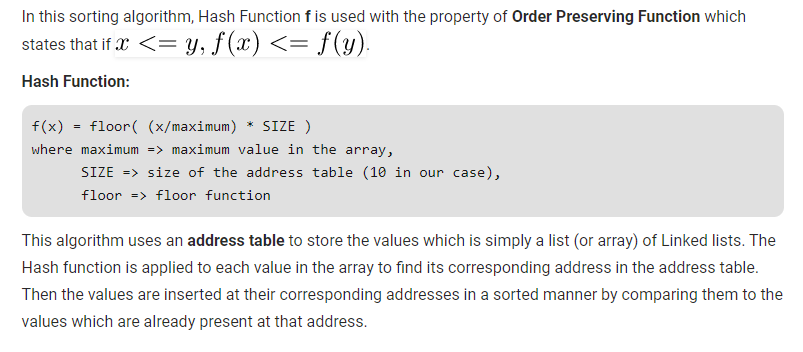 In this sorting algorithm, Hash Function f is used with the property of Order Preserving Function which
states that if x <= y, f(x) <= f(y).
Hash Function:
f(x) = floor( (x/maximum) * SIZE )
where maximum => maximum value in the array,
SIZE => size of the address table (10 in our case),
floor => floor function
This algorithm uses an address table to store the values which is simply a list (or array) of Linked lists. The
Hash function is applied to each value in the array to find its corresponding address in the address table.
Then the values are inserted at their corresponding addresses in a sorted manner by comparing them to the
values which are already present at that address.